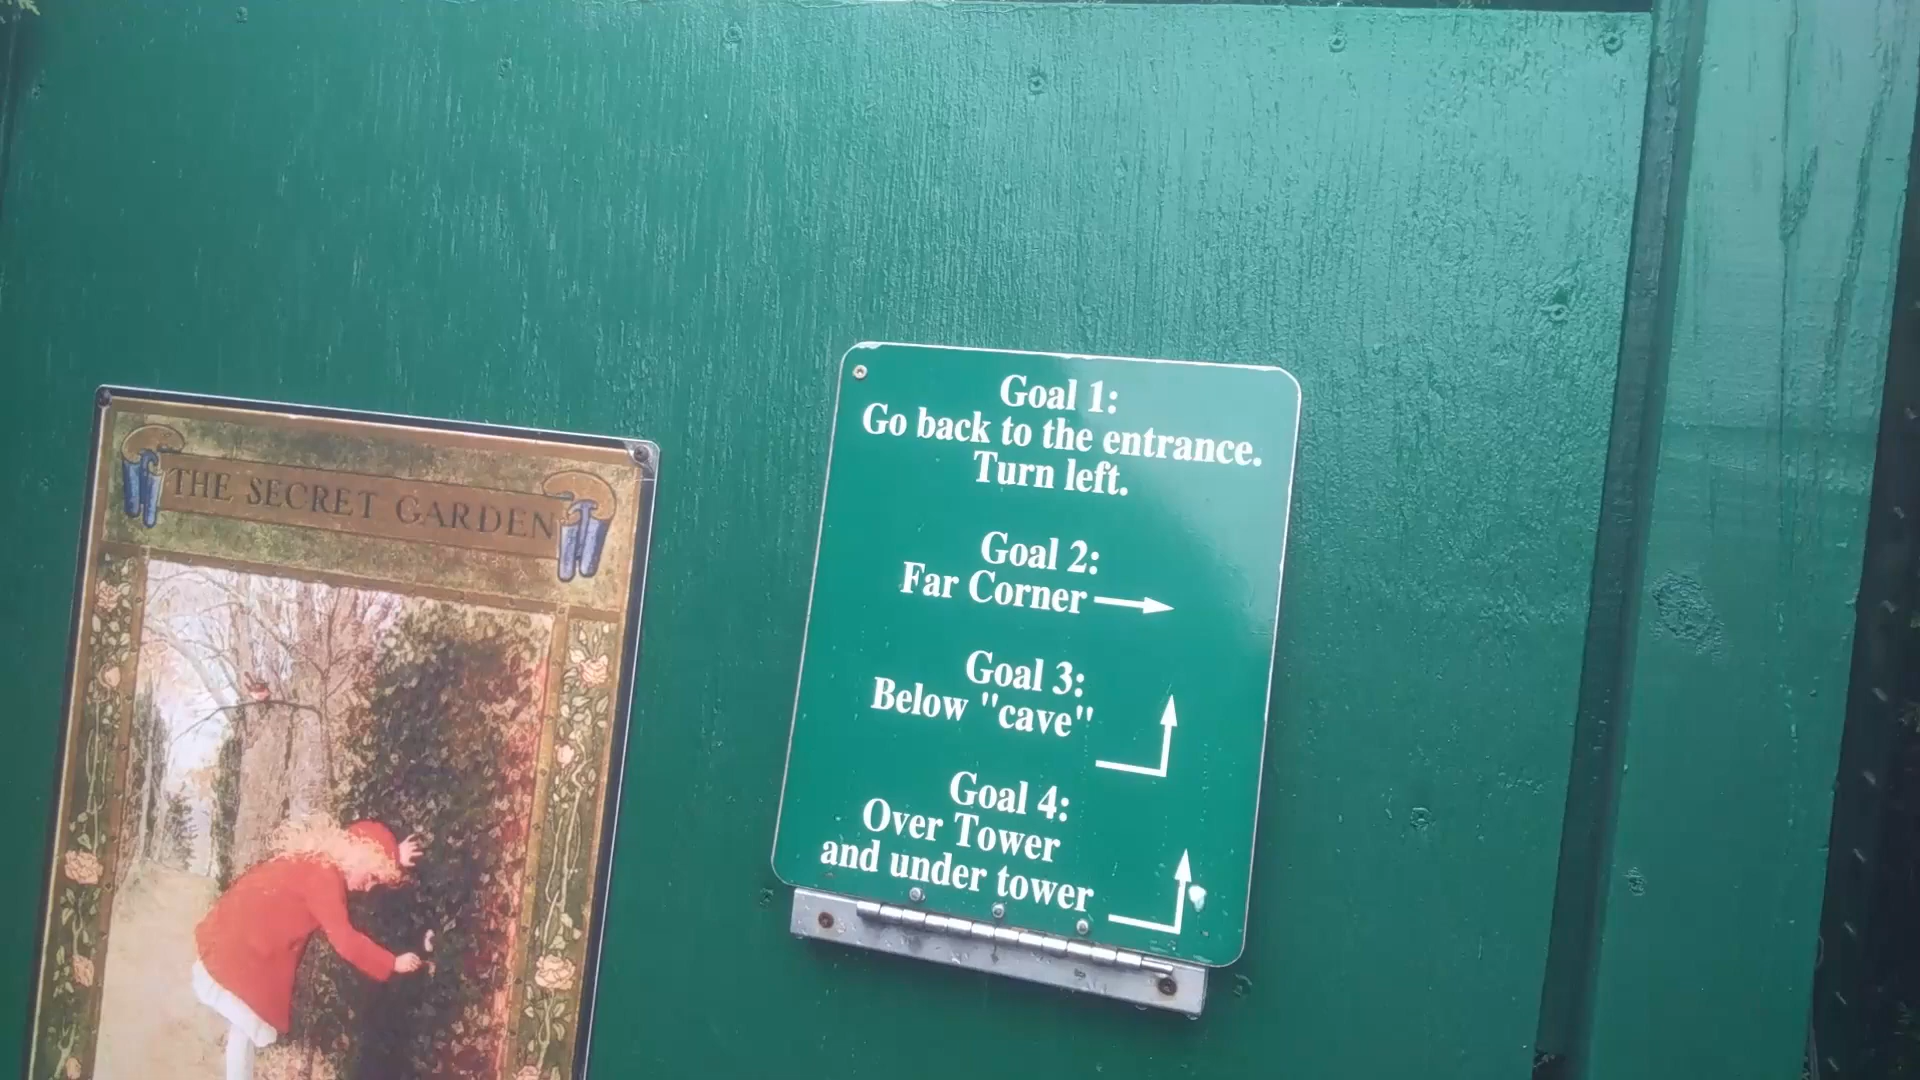 THE SECRET GARDEN
Goal 1:
Go back to the entrance.
Turn left.
Goal 2:
Far Corner
Goal 3:
Below "cave"
Goal 4:
Over Tower
and under tower